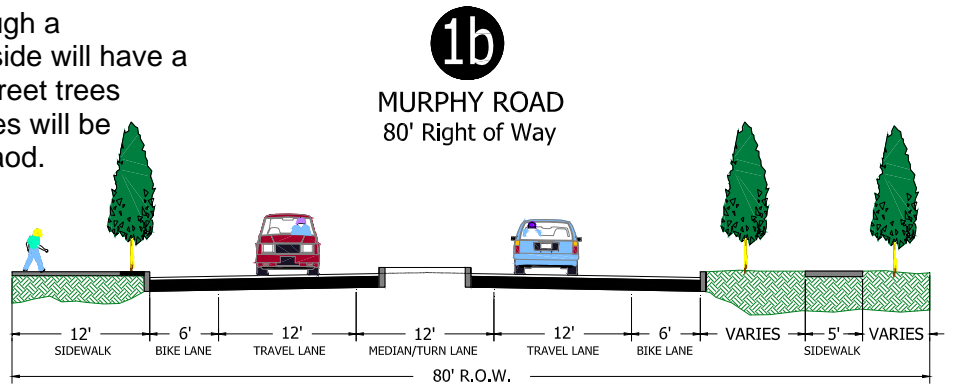 ugh a
side will have a
reet trees
es will be
aod.
1b
MURPHY ROAD
80' Right of Way
12' 6' 12' 12' 12' 6' VARIES 5' VARIES
SIDEWALK BIKE LANE TRAVEL LANE MEDIAN/TURN LANE TRAVEL LANE BIKE LANE SIDEWALK
80' R.O.W.